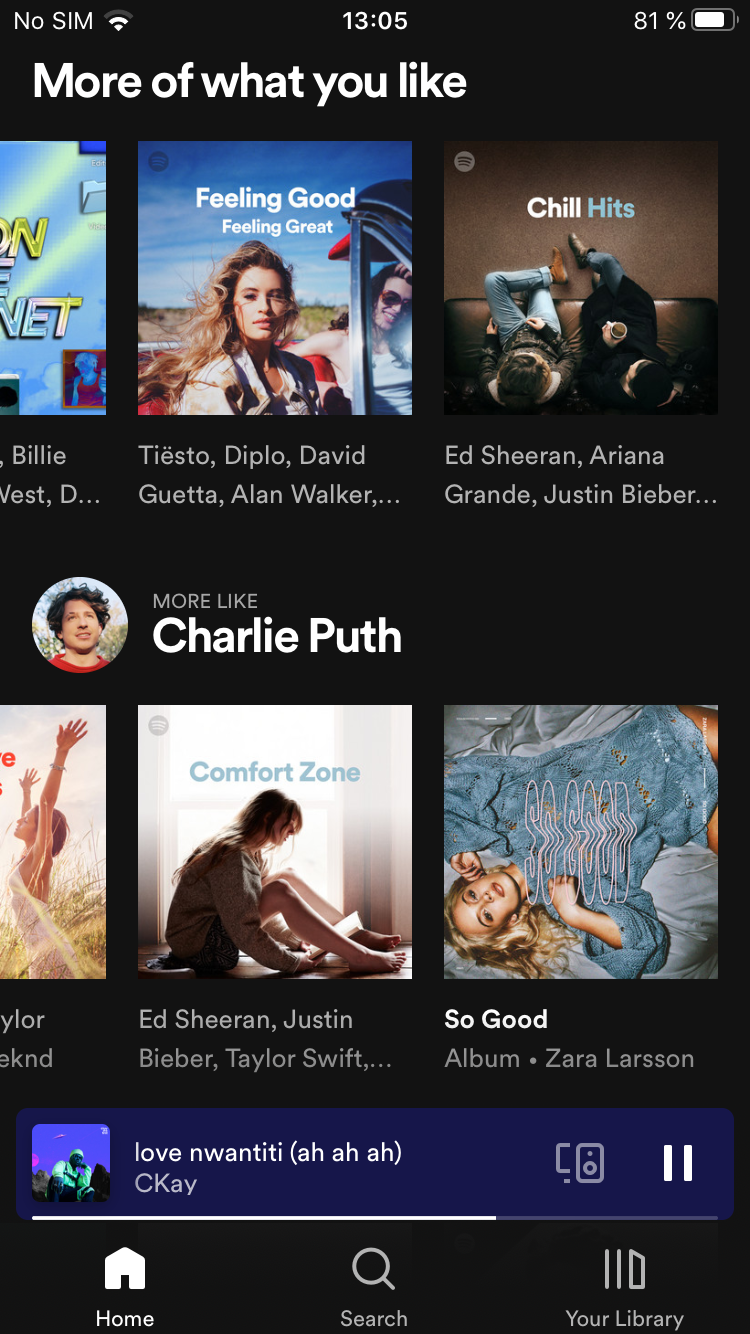 No SIM 13:05 81 %
More of what you like
ON
NET
Feeling Good
Feeling Great
Chill Hits
, Billie
West, D...
Tiësto, Diplo, David
Guetta, Alan Walker,...
Ed Sheeran, Ariana
Grande, Justin Bieber...
MORE LIKE
Charlie Puth
Comfort Zone
SO GOOD
ylor
eknd
Ed Sheeran, Justin
Bieber, Taylor Swift,...
So Good
Album • Zara Larsson
love nwantiti (ah ah ah)
CKay
Home
Search
Your Library